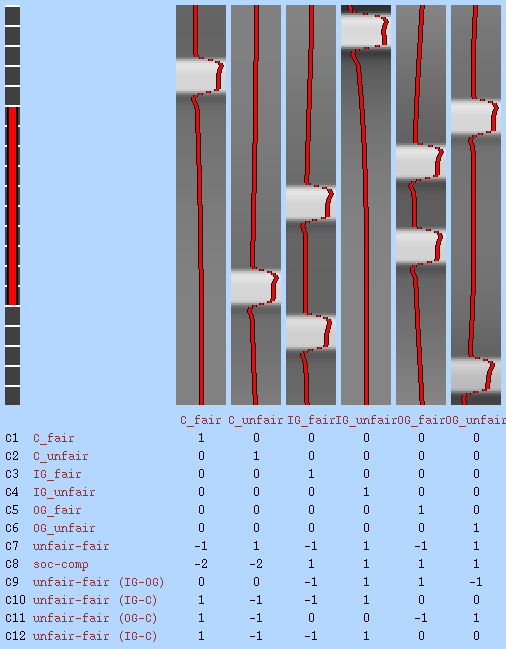 C_fair C_unfair IG_fair IG_unfair OG_fair OG_unfair
C1 C_fair 1 0 0 0 0 0
C2 C_unfair 0 1 0 0 0 0
C3 IG_fair 0 0 1 0 0 0
C4 IG_unfair 0 0 0 1 0 0
C5 OG_fair 0 0 0 0 1 0
C6 OG_unfair 0 0 0 0 0 1
C7 unfair-fair -1 1 -1 1 -1 1
C8 soc-comp -2 -2 1 1 1 1
C9 unfair-fair (IG-OG) 0 0 -1 1 1 -1
C10 unfair-fair (IG-C) 1 -1 -1 1 0 0
C11 unfair-fair (OG-C) 1 -1 0 0 -1 1
C12 unfair-fair (IG-C) 1 -1 -1 1 0 0